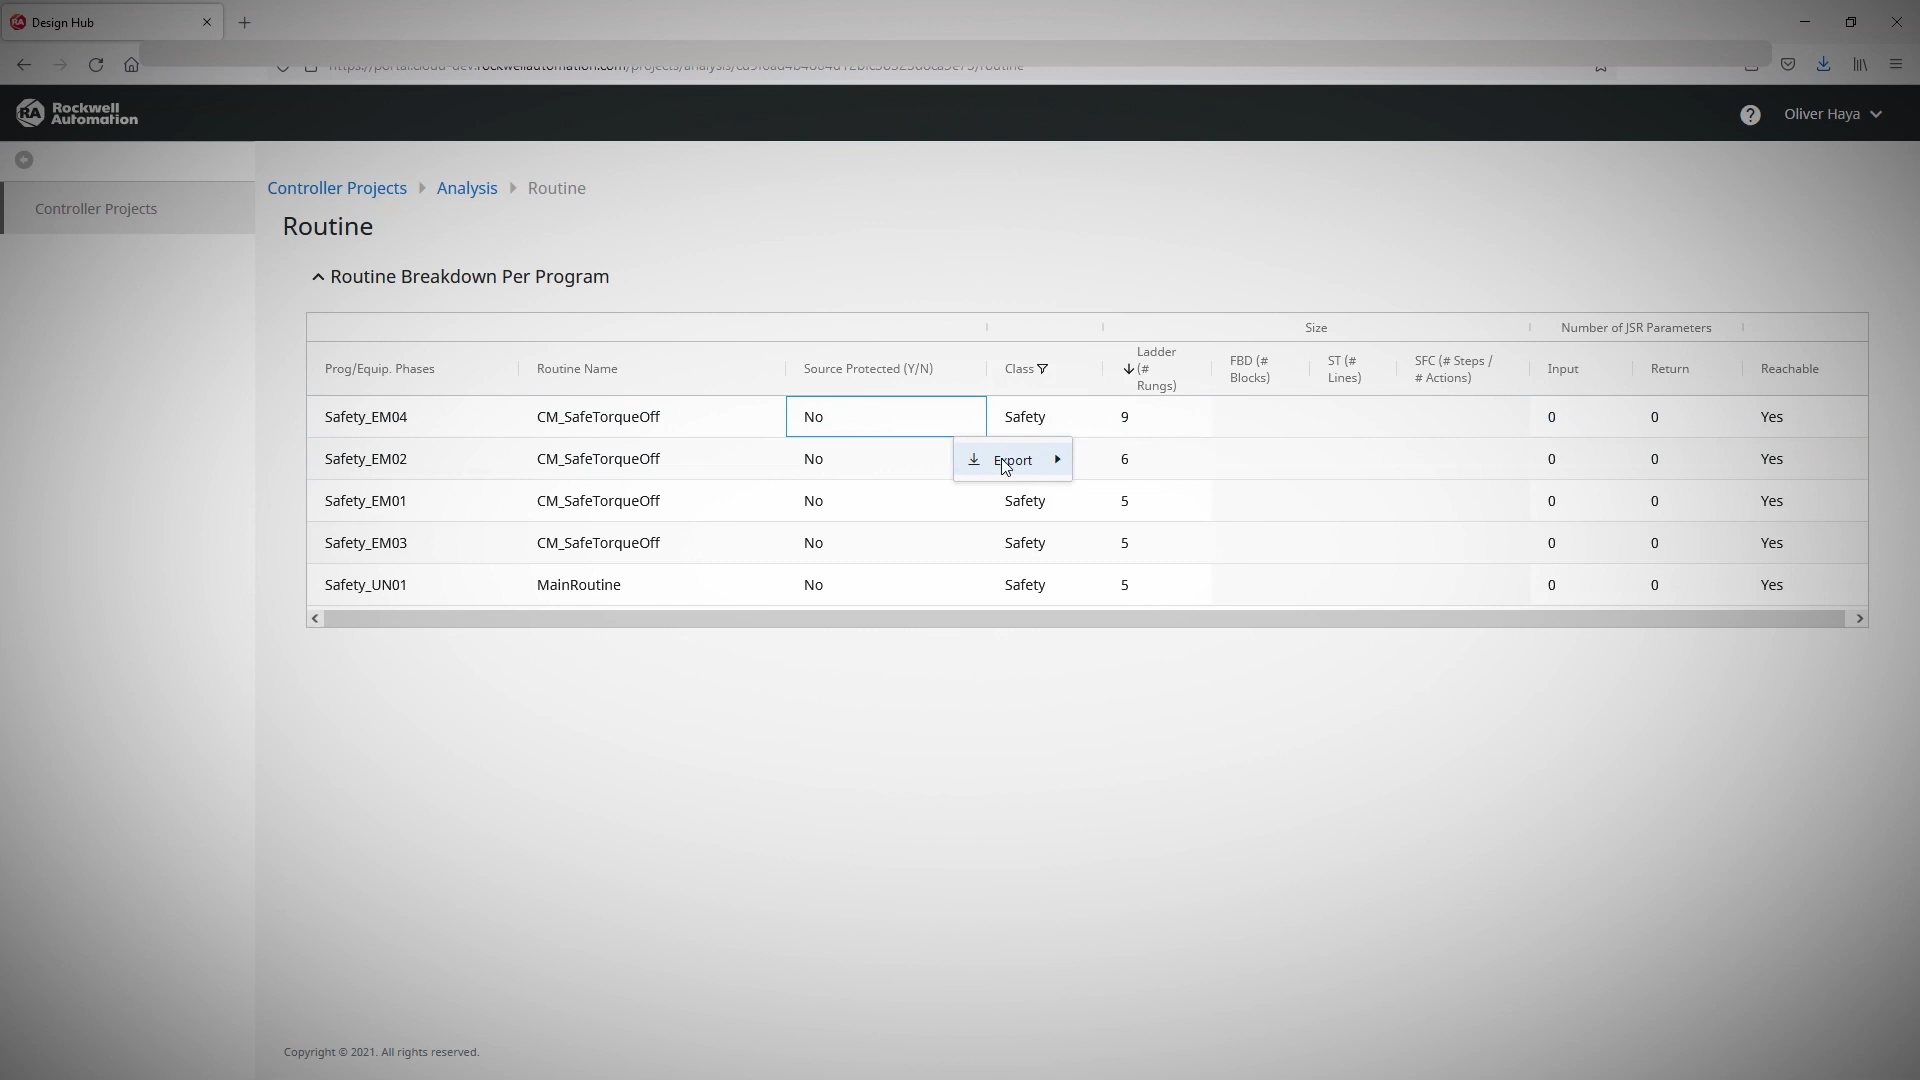 Design Hub
rockwellautomation.com
RA Rockwell
Automation
? Oliver Haya
Controller Projects
Controller Projects Analysis Routine
Routine
Routine Breakdown Per Program
Size Number of JSR Parameters
Prog/Equip. Phases Routine Name Source Protected (Y/N) Class Ladder (# Rungs) FBD (# Blocks) ST (# Lines) SFC (# Steps / # Actions) Input Return Reachable
Safety_EM04 CM_SafeTorqueOff No Safety 9 0 0 Yes
Safety_EM02 CM_SafeTorqueOff No Export 6 0 0 Yes
Safety_EM01 CM_SafeTorqueOff No Safety 5 0 0 Yes
Safety_EM03 CM_SafeTorqueOff No Safety 5 0 0 Yes
Safety_UN01 MainRoutine No Safety 5 0 0 Yes
Copyright © 2021. All rights reserved.